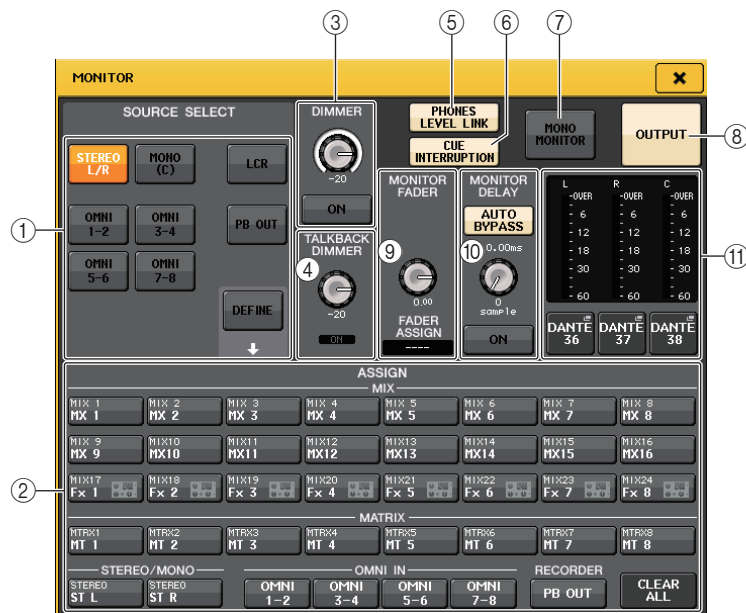 ③ ⑤ ⑥ ⑦
MONITOR
SOURCE SELECT
STEREO L/R
MONO (C)
LCR
OMNI 1-2
OMNI 3-4
PB OUT
OMNI 5-6
OMNI 7-8
DEFINE
①
DIMMER
-20
ON
TALKBACK DIMMER
④
-20
ON
PHONES LEVEL LINK
CUE INTERRUPTION
MONO MONITOR
OUTPUT
⑧
MONITOR FADER
⑨
0.00
FADER ASSIGN
----
MONITOR DELAY
AUTO BYPASS
0.00ms
⑩
0
sample
ON
L R C
-OVER -OVER -OVER
- 6 - 6 - 6
- 12 - 12 - 12
- 18 - 18 - 18
- 30 - 30 - 30
- 60 - 60 - 60
⑪
DANTE 36
DANTE 37
DANTE 38
ASSIGN
MIX
MIX 1 MIX 2 MIX 3 MIX 4 MIX 5 MIX 6 MIX 7 MIX 8
MX 1 MX 2 MX 3 MX 4 MX 5 MX 6 MX 7 MX 8
MIX 9 MIX10 MIX11 MIX12 MIX13 MIX14 MIX15 MIX16
MX 9 MX10 MX11 MX12 MX13 MX14 MX15 MX16
②
MIX17 MIX18 MIX19 MIX20 MIX21 MIX22 MIX23 MIX24
Fx 1 Fx 2 Fx 3 Fx 4 Fx 5 Fx 6 Fx 7 Fx 8
MATRIX
MTRX1 MTRX2 MTRX3 MTRX4 MTRX5 MTRX6 MTRX7 MTRX8
MT 1 MT 2 MT 3 MT 4 MT 5 MT 6 MT 7 MT 8
STEREO/MONO
STEREO STEREO
ST L ST R
OMNI IN
OMNI 1-2
OMNI 3-4
OMNI 5-6
OMNI 7-8
RECORDER
PB OUT
CLEAR ALL